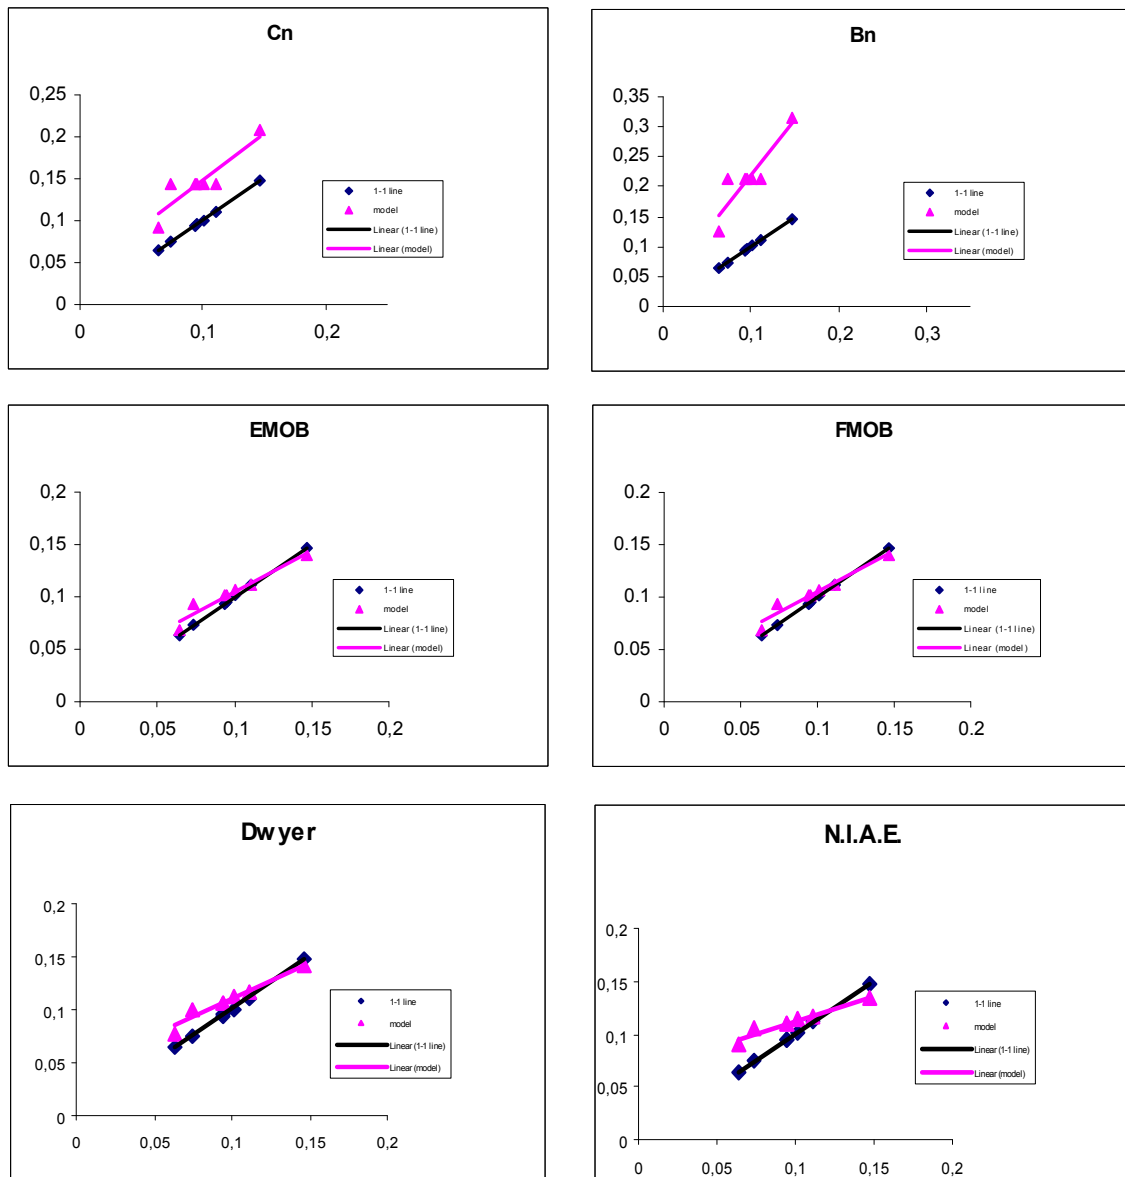 Cn
0,25
0,2
0,15
0,1
0,05
0
0 0,1 0,2
1-1 line
model
Linear (1-1 line)
Linear (model)
Bn
0,35
0,3
0,25
0,2
0,15
0,1
0,05
0
0 0,1 0,2 0,3
1-1 line
model
Linear (1-1 line)
Linear (model)
EMOB
0,2
0,15
0,1
0,05
0
0 0,05 0,1 0,15 0,2
1-1 line
model
Linear (1-1 line)
Linear (model)
FMOB
0.2
0.15
0.1
0.05
0
0 0.05 0.1 0.15 0.2
1-1 line
model
Linear (1-1 line)
Linear (model)
Dwyer
0,2
0,15
0,1
0,05
0
0 0,05 0,1 0,15 0,2
1-1 line
model
Linear (1-1 line)
Linear (model)
N.I.A.E.
0,2
0,15
0,1
0,05
0
0 0,05 0,1 0,15 0,2
1-1 line
model
Linear (1-1 line)
Linear (model)